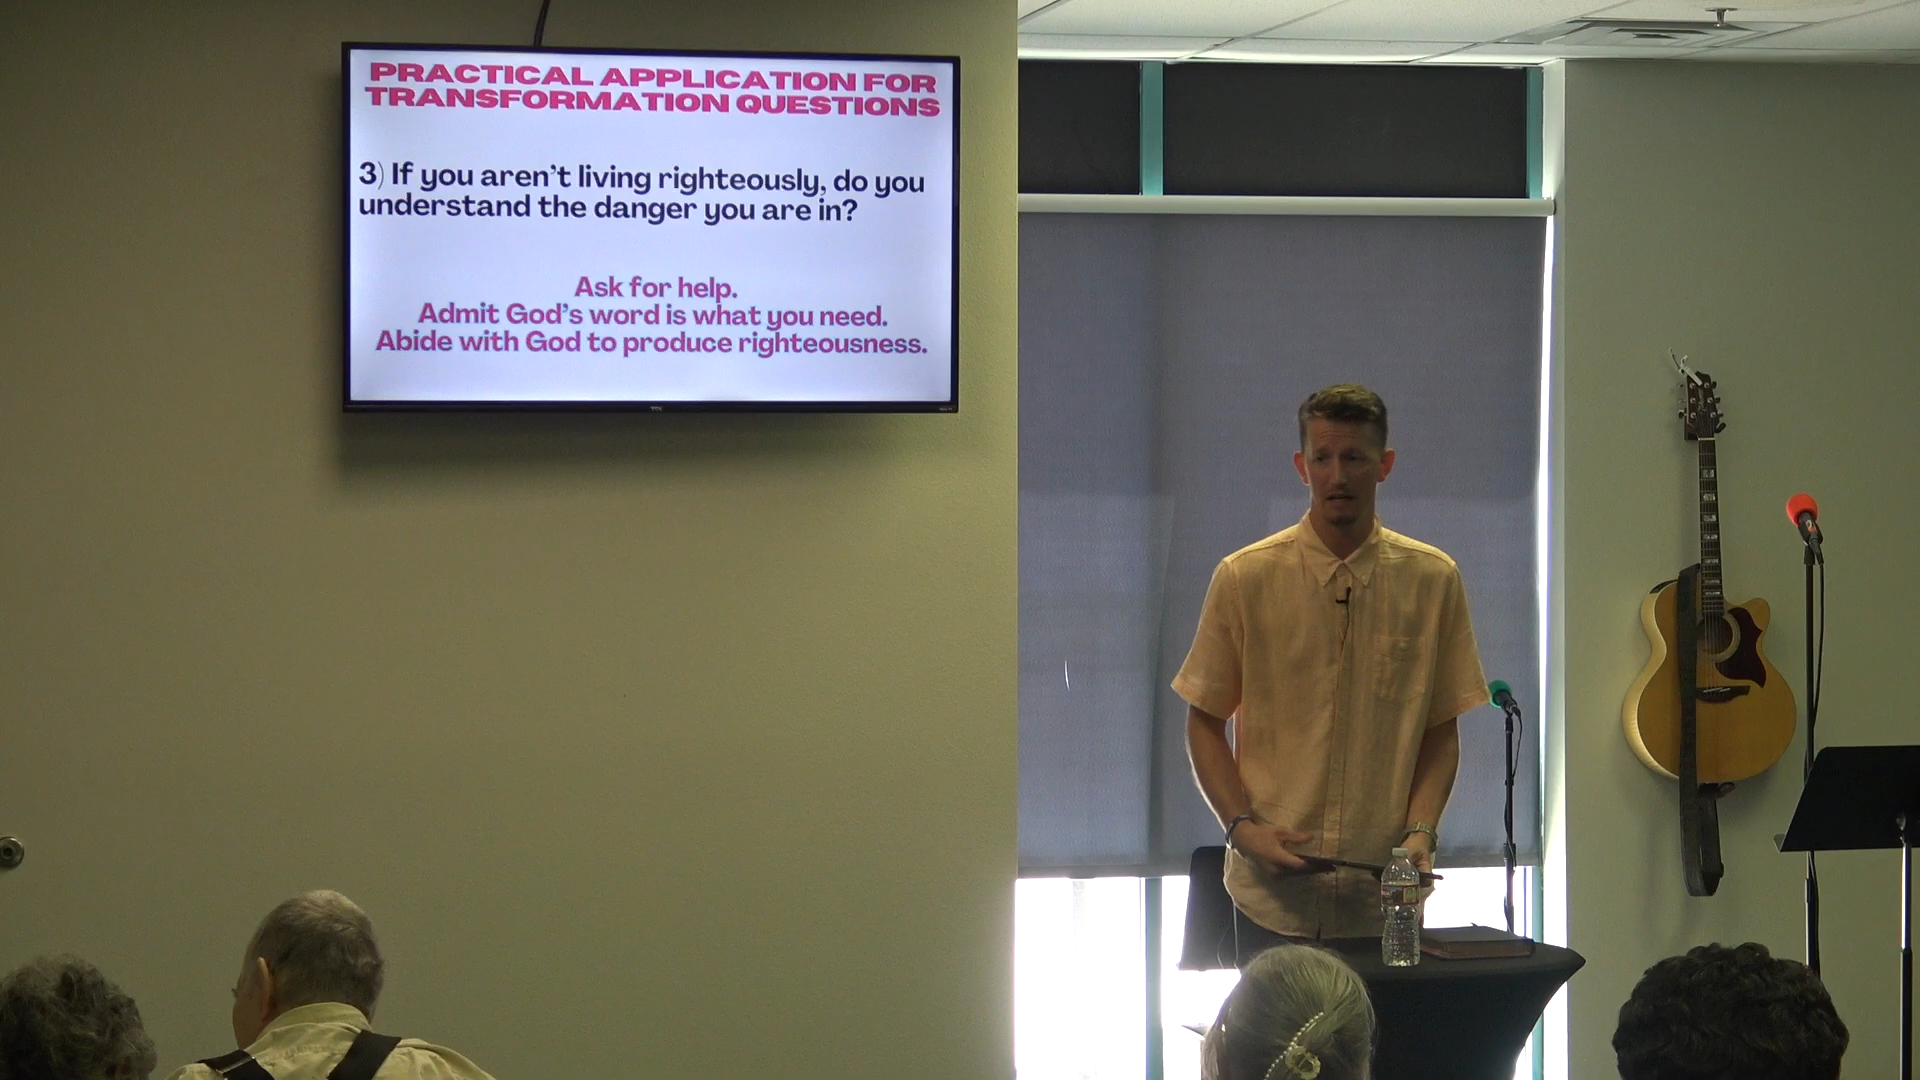 PRACTICAL APPLICATION FOR
TRANSFORMATION QUESTIONS
3) If you aren't living righteously, do you
understand the danger you are in?
Ask for help.
Admit God's word is what you need.
Abide with God to produce righteousness.
TCL